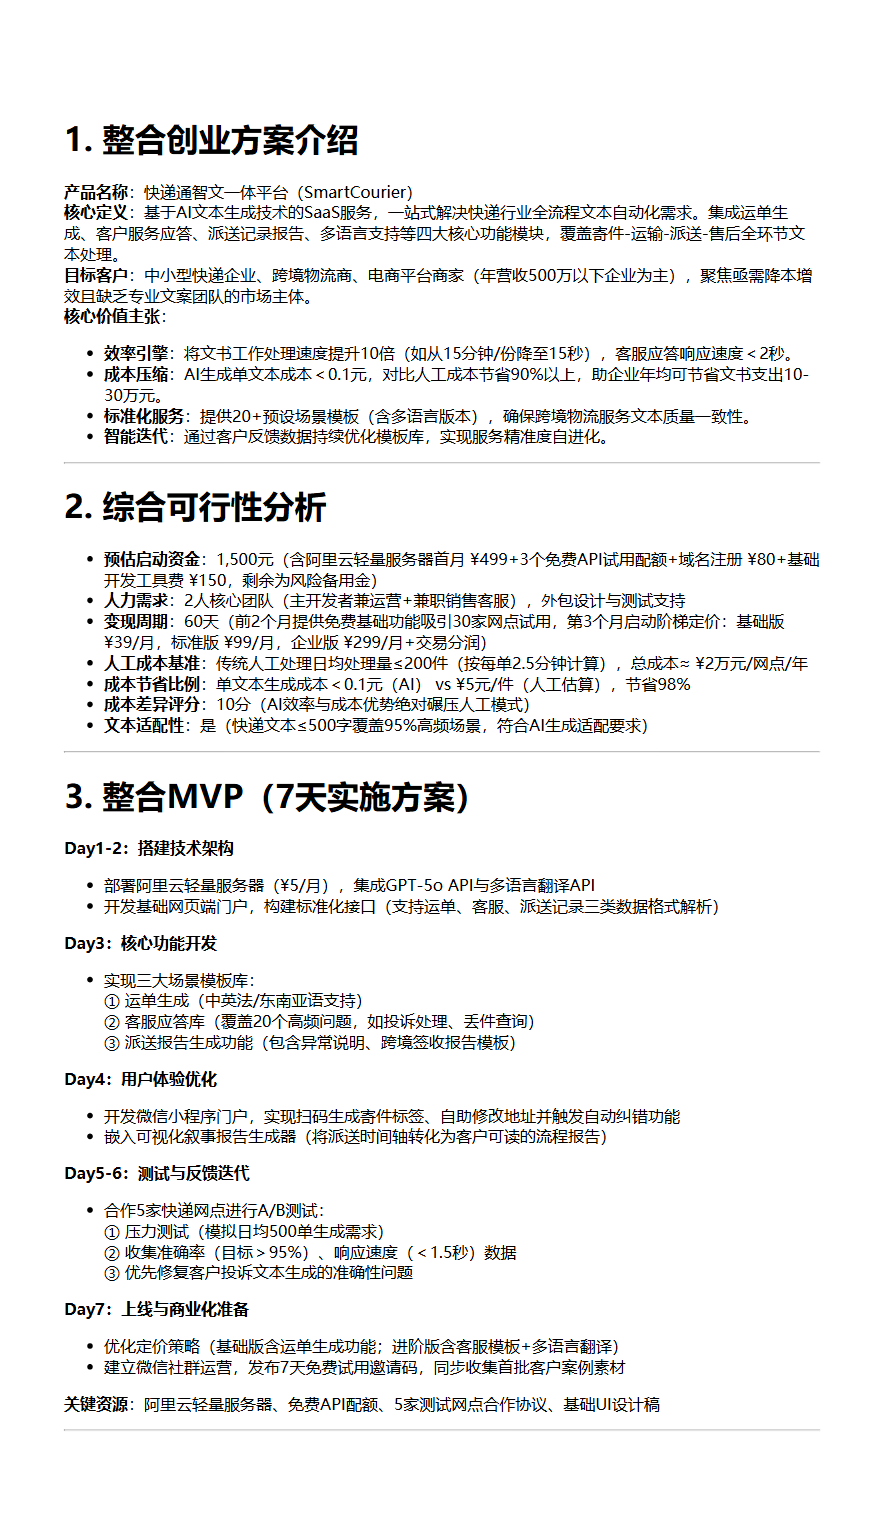 1. 整合创业方案介绍
产品名称：快递通智文一体平台（SmartCourier）
核心定义：基于AI文本生成技术的SaaS服务，一站式解决快递行业全流程文本自动化需求。集成运单生
成、客户服务应答、派送记录报告、多语言支持等四大核心功能模块，覆盖寄件-运输-派送-售后全环节文
本处理。
目标客户：中小型快递企业、跨境物流商、电商平台商家（年营收500万以下企业为主），聚焦亟需降本增
效且缺乏专业文案团队的市场主体。
核心价值主张：
• 效率引擎：将文书工作处理速度提升10倍（如从15分钟/份降至15秒），客服应答响应速度＜2秒。
• 成本压缩：AI生成单文本成本＜0.1元，对比人工成本节省90%以上，助企业年均可节省文书支出10-
30万元。
• 标准化服务：提供20+预设场景模板（含多语言版本），确保跨境物流服务文本质量一致性。
• 智能迭代：通过客户反馈数据持续优化模板库，实现服务精准度自进化。
2. 综合可行性分析
• 预估启动资金：1,500元（含阿里云轻量服务器首月 ¥499+3个免费API试用配额+域名注册 ¥80+基础
开发工具费 ¥150，剩余为风险备用金）
• 人力需求：2人核心团队（主开发者兼运营+兼职销售客服），外包设计与测试支持
• 变现周期：60天（前2个月提供免费基础功能吸引30家网点试用，第3个月启动阶梯定价：基础版
¥39/月，标准版 ¥99/月，企业版 ¥299/月+交易分润）
• 人工成本基准：传统人工处理日均处理量≤200件（按每单2.5分钟计算），总成本≈ ¥2万元/网点/年
• 成本节省比例：单文本生成成本＜0.1元（AI） vs ¥5元/件（人工估算），节省98%
• 成本差异评分：10分（AI效率与成本优势绝对碾压人工模式）
• 文本适配性：是（快递文本≤500字覆盖95%高频场景，符合AI生成适配要求）
3. 整合MVP（7天实施方案）
Day1-2：搭建技术架构
• 部署阿里云轻量服务器（¥5/月），集成GPT-5o API与多语言翻译API
• 开发基础网页端门户，构建标准化接口（支持运单、客服、派送记录三类数据格式解析）
Day3：核心功能开发
• 实现三大场景模板库：
① 运单生成（中英法/东南亚语支持）
② 客服应答库（覆盖20个高频问题，如投诉处理、丢件查询）
③ 派送报告生成功能（包含异常说明、跨境签收报告模板）
Day4：用户体验优化
• 开发微信小程序门户，实现扫码生成寄件标签、自助修改地址并触发自动纠错功能
• 嵌入可视化叙事报告生成器（将派送时间轴转化为客户可读的流程报告）
Day5-6：测试与反馈迭代
• 合作5家快递网点进行A/B测试：
① 压力测试（模拟日均500单生成需求）
② 收集准确率（目标＞95%）、响应速度（＜1.5秒）数据
③ 优先修复客户投诉文本生成的准确性问题
Day7：上线与商业化准备
• 优化定价策略（基础版含运单生成功能；进阶版含客服模板+多语言翻译）
• 建立微信社群运营，发布7天免费试用邀请码，同步收集首批客户案例素材
关键资源：阿里云轻量服务器、免费API配额、5家测试网点合作协议、基础UI设计稿